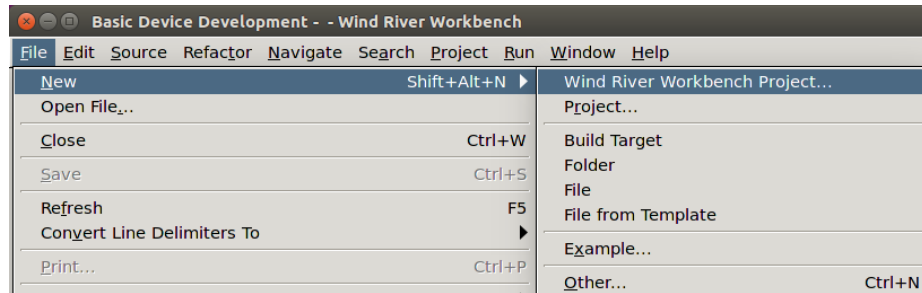 Basic Device Development - - Wind River Workbench
File Edit Source Refactor Navigate Search Project Run Window Help
New Shift+Alt+N
Open File...
Close Ctrl+W
Save Ctrl+S
Refresh F5
Convert Line Delimiters To
Print... Ctrl+P
Wind River Workbench Project...
Project...
Build Target
Folder
File
File from Template
Example...
Other... Ctrl+N